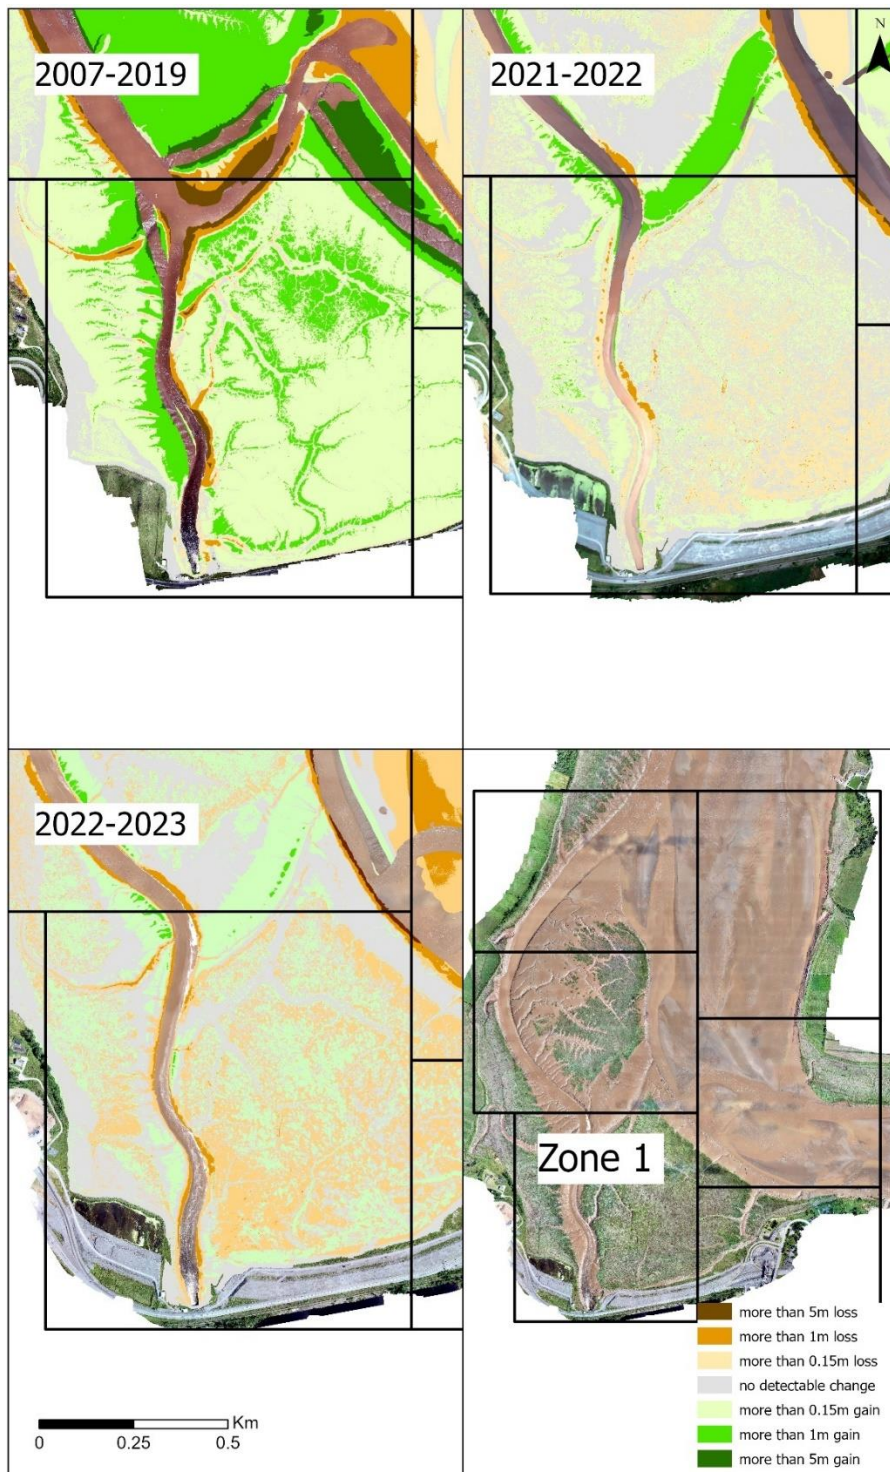 2007-2019
2021-2022
N
2022-2023
Zone 1
Km
0 0.25 0.5
more than 5m loss
more than 1m loss
more than 0.15m loss
no detectable change
more than 0.15m gain
more than 1m gain
more than 5m gain